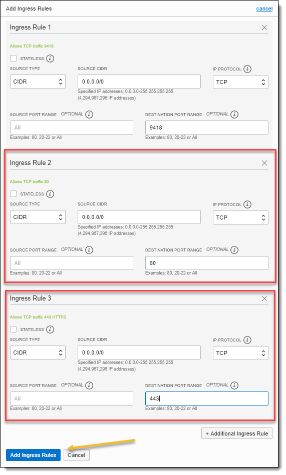 Add Ingress Rules cancel
Ingress Rule 1
Allows TCP traffic 9418
STATELESS
SOURCE TYPE SOURCE CIDR IP PROTOCOL
CIDR 0.0.0.0/0 TCP
Specified IP addresses: 0.0.0.0-255.255.255.255
(4,294,967,296 IP addresses)
SOURCE PORT RANGE OPTIONAL DESTINATION PORT RANGE OPTIONAL
All 9418
Examples: 80, 20-22 or All Examples: 80, 20-22 or All
Ingress Rule 2
Allows TCP traffic 80
STATELESS
SOURCE TYPE SOURCE CIDR IP PROTOCOL
CIDR 0.0.0.0/0 TCP
Specified IP addresses: 0.0.0.0-255.255.255.255
(4,294,967,296 IP addresses)
SOURCE PORT RANGE OPTIONAL DESTINATION PORT RANGE OPTIONAL
All 80
Examples: 80, 20-22 or All Examples: 80, 20-22 or All
Ingress Rule 3
Allows TCP traffic 443 HTTPS
STATELESS
SOURCE TYPE SOURCE CIDR IP PROTOCOL
CIDR 0.0.0.0/0 TCP
Specified IP addresses: 0.0.0.0-255.255.255.255
(4,294,967,296 IP addresses)
SOURCE PORT RANGE OPTIONAL DESTINATION PORT RANGE OPTIONAL
All 443
Examples: 80, 20-22 or All Examples: 80, 20-22 or All
+ Additional Ingress Rule
Add Ingress Rules Cancel